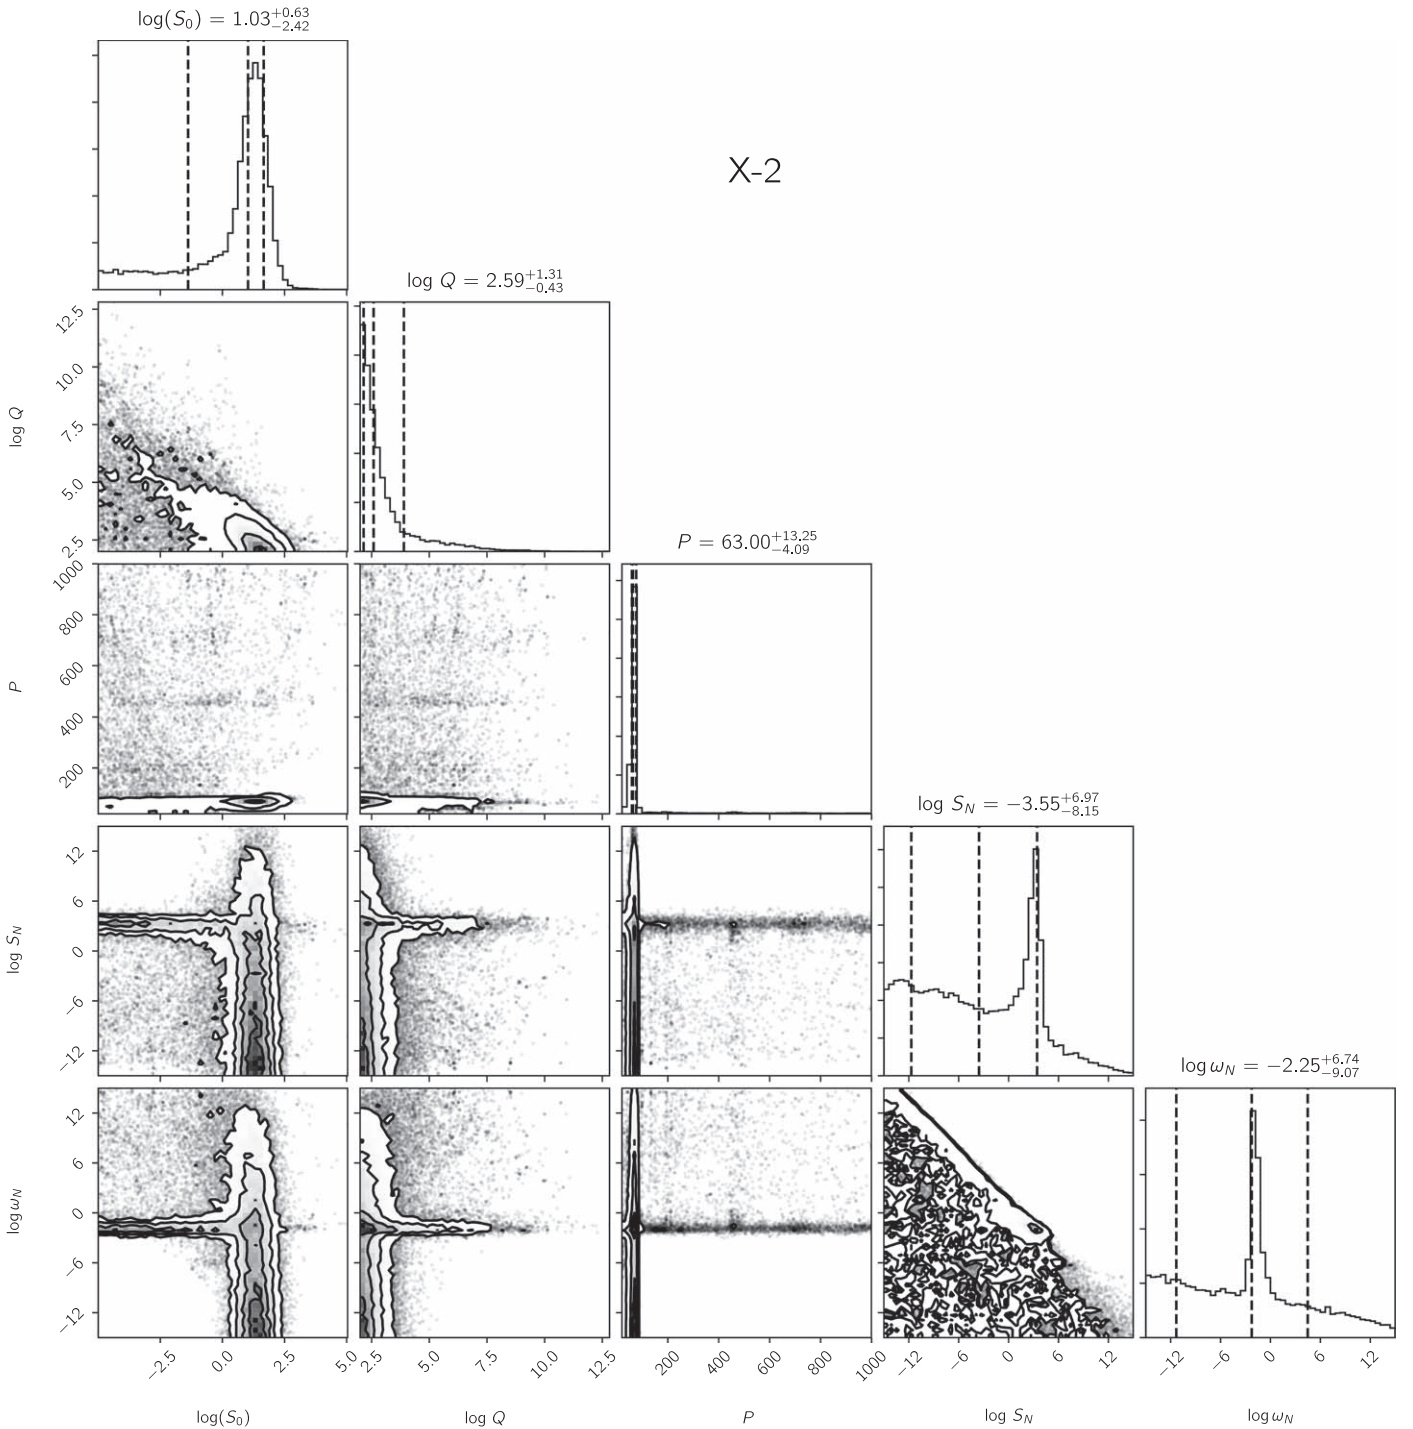 log(S₀) = 1.03⁺⁰·⁶³₋₂.₄₂
X-2
log Q = 2.59⁺¹·³¹₋₀.₄₃
12.5
10.0
7.5
5.0
2.5
log Q
P = 63.00⁺¹³·²⁵₋₄.₀₉
1000
800
600
400
200
P
log S_N = −3.55⁺⁶·⁹⁷₋₈.₁₅
12
6
0
−6
−12
log S_N
log ω_N = −2.25⁺⁶·⁷⁴₋₉.₀₇
12
6
0
−6
−12
log ω_N
−2.5 0.0 2.5 5.0 2.5 5.0 7.5 10.0 12.5 200 400 600 800 1000 −12 −6 0 6 12 −12 −6 0 6 12
log(S₀) log Q P log S_N log ω_N